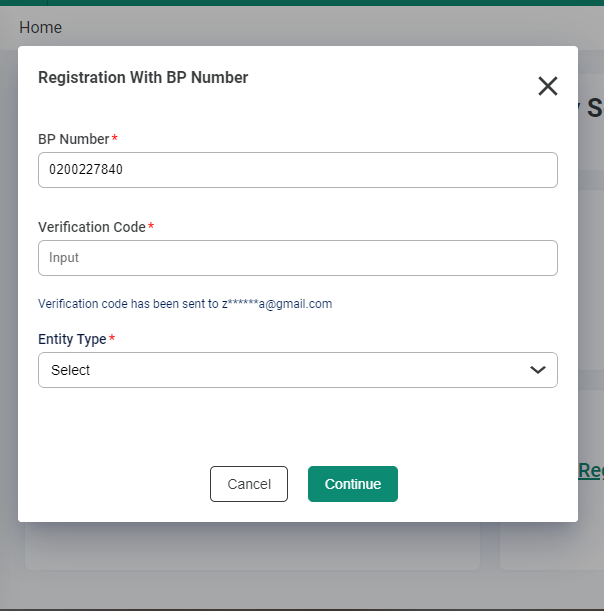 Home
Registration With BP Number
S
BP Number*
0200227840
Verification Code*
Input
Verification code has been sent to z******a@gmail.com
Entity Type*
Select
Reg
Cancel
Continue